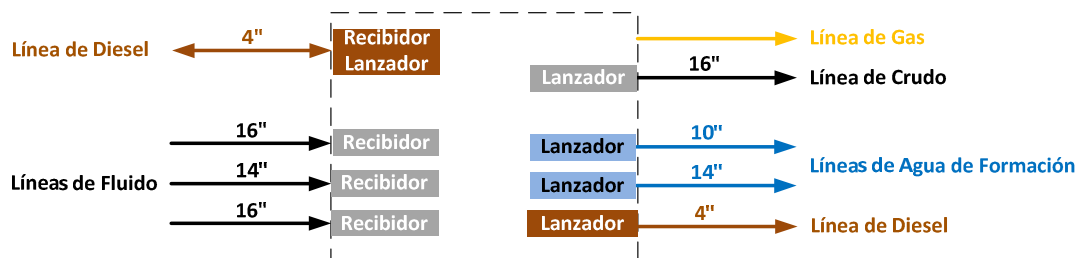 Línea de Diesel
4"
Recibidor
Lanzador
Línea de Gas
Lanzador
16"
Línea de Crudo
Líneas de Fluido
16"
Recibidor
14"
Recibidor
16"
Recibidor
Lanzador
10"
Lanzador
14"
Líneas de Agua de Formación
Lanzador
4"
Línea de Diesel